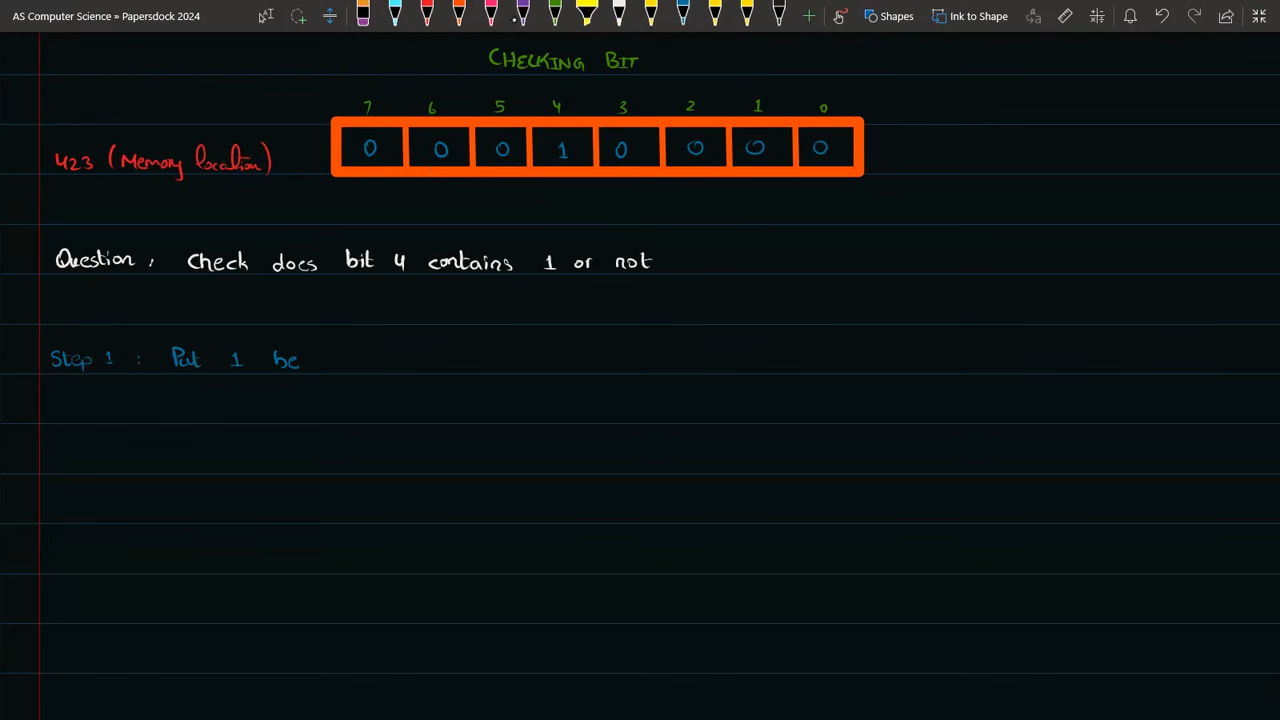 AS Computer Science » Papersdock 2024
Shapes
Ink to Shape
CHECKING BIT
7 6 5 4 3 2 1 0
423 (Memory location)
0 0 0 1 0 0 0 0
Question : Check does bit 4 contains 1 or not
Step 1 : Put 1 be